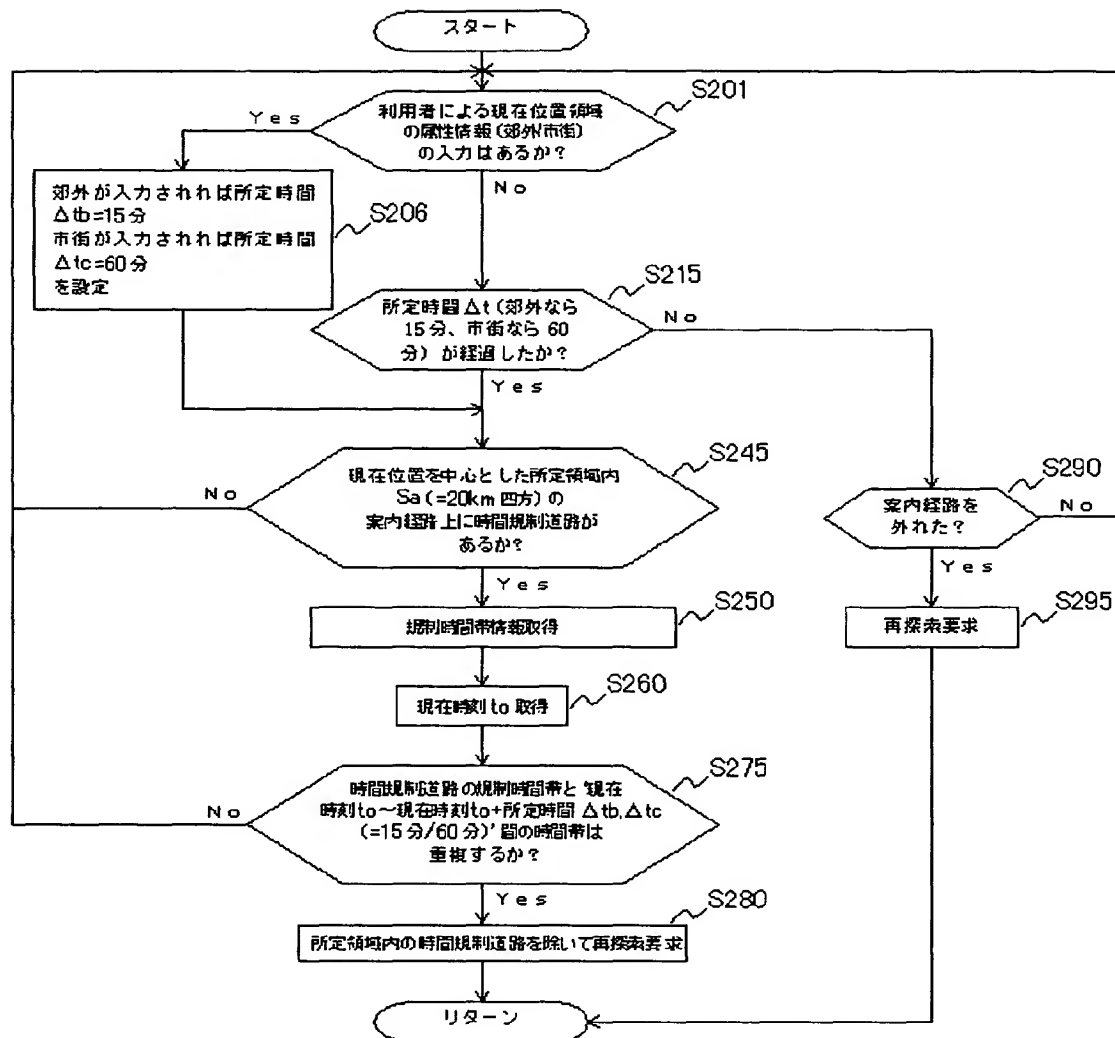 スタート
S201
利用者による現在位置領域
の属性情報(郊外/市街)
の入力はあるか?
Yes
No
郊外が入力されれば所定時間
Δtb=15分
市街が入力されれば所定時間
Δtc=60分
を設定
S206
S215
所定時間Δt(郊外なら
15分、市街なら60
分)が経過したか?
No
Yes
S245
現在位置を中心とした所定領域内
Sa(=20km四方)の
案内経路上に時間規制道路が
あるか?
No
Yes
S290
案内経路を
外れた?
No
Yes
S250
規制時間帯情報取得
S295
再探索要求
S260
現在時刻to取得
S275
時間規制道路の規制時間帯と'現在
時刻to~現在時刻to+所定時間Δtb,Δtc
(=15分/60分)'間の時間帯は
重複するか?
No
Yes
S280
所定領域内の時間規制道路を除いて再探索要求
リターン